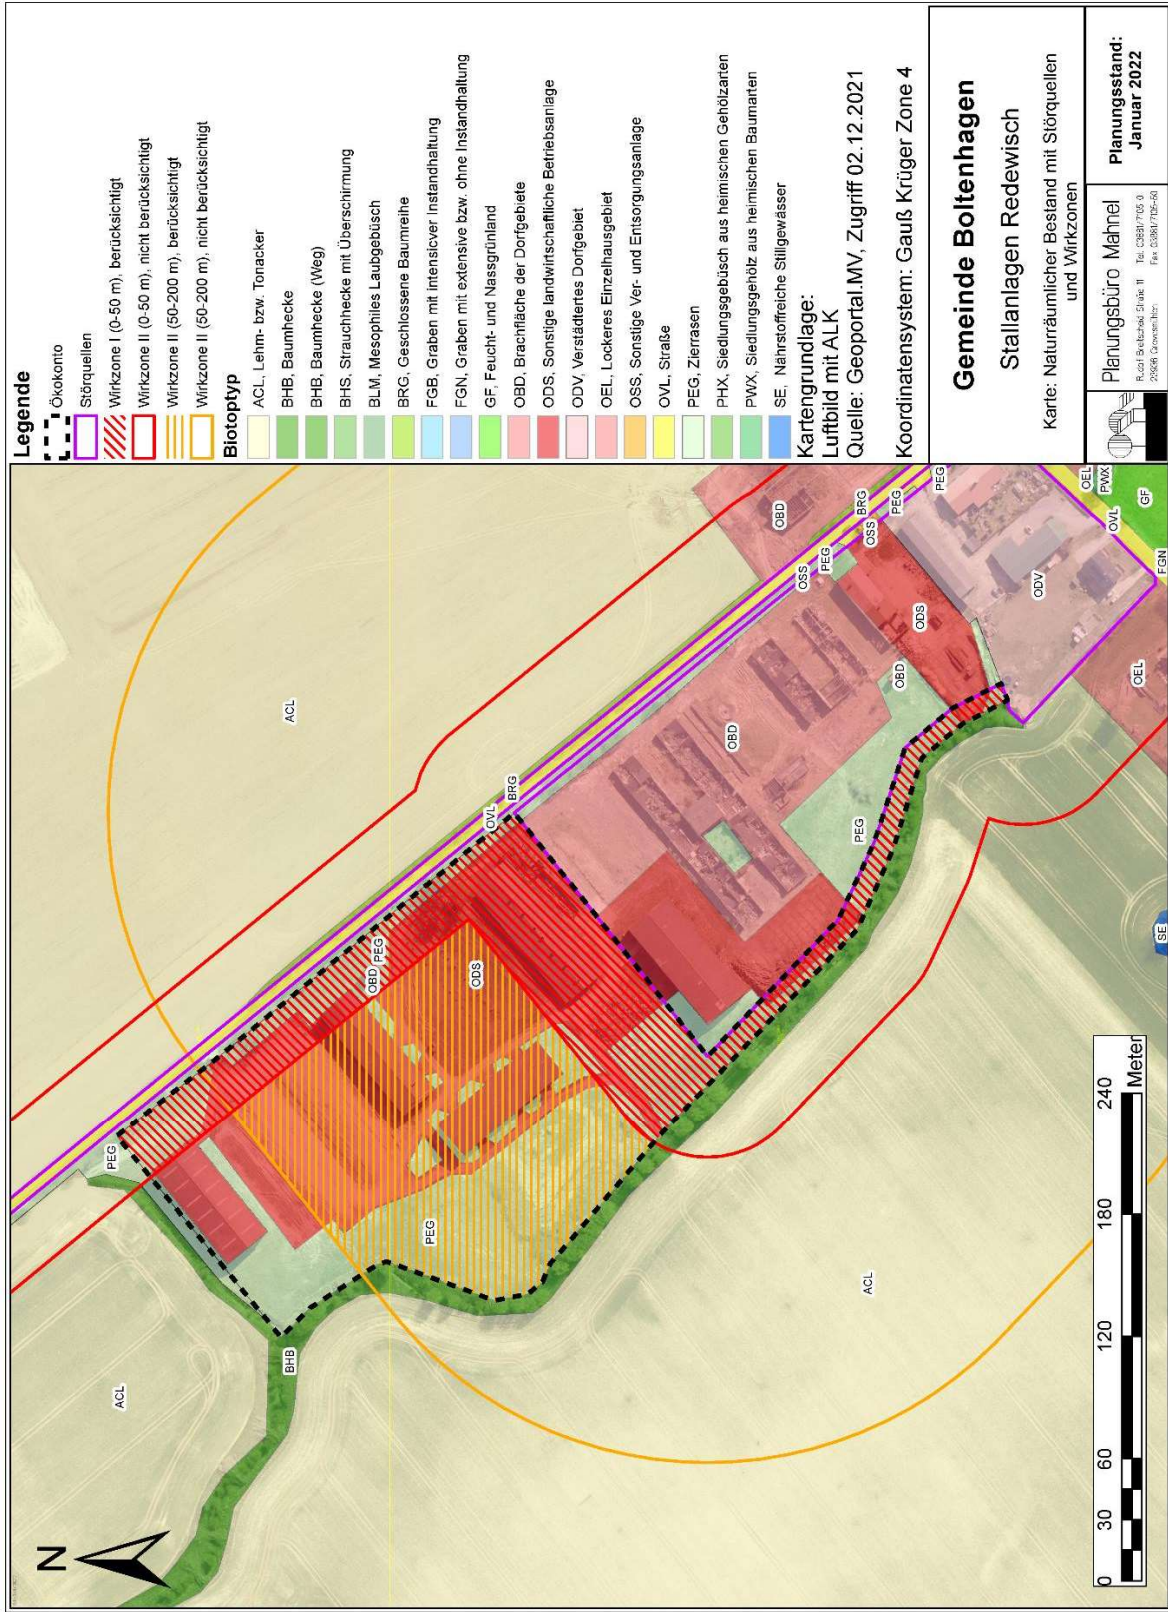 Legende
Ökokonto
Störquellen
Wirkzone I (0-50 m), berücksichtigt
Wirkzone II (0-50 m), nicht berücksichtigt
Wirkzone II (50-200 m), berücksichtigt
Wirkzone II (50-200 m), nicht berücksichtigt
Biotoptyp
ACL, Lehm- bzw. Tonacker
BHB, Baumhecke
BHB, Baumhecke (Weg)
BHS, Strauchhecke mit Überschirmung
BLM, Mesophiles Laubgebüsch
BRG, Geschlossene Baumreihe
FGB, Graben mit intensiver Instandhaltung
FGN, Graben mit extensive bzw. ohne Instandhaltung
GF, Feucht- und Nassgrünland
OBD, Brachfläche der Dorfgebiete
ODS, Sonstige landwirtschaftliche Betriebsanlage
ODV, Verstädtertes Dorfgebiet
OEL, Lockeres Einzelhausgebiet
OSS, Sonstige Ver- und Entsorgungsanlage
OVL, Straße
PEG, Zierrasen
PHX, Siedlungsgebüsch aus heimischen Gehölzarten
PWX, Siedlungsgehölz aus heimischen Baumarten
SE, Nährstoffreiche Stillgewässer
Kartengrundlage:
Luftbild mit ALK
Quelle: Geoportal.MV, Zugriff 02.12.2021
Koordinatensystem: Gauß Krüger Zone 4
Gemeinde Boltenhagen
Stallanlagen Redewisch
Karte: Naturräumlicher Bestand mit Störquellen
und Wirkzonen
Planungsbüro Mahnel
Planungsstand:
Januar 2022
N
ACL
BHB
PEG
ACL
PEG
OBD
PEG
ODS
OVL
BRG
ACL
OBD
PEG
OBD
ODS
OSS
PEG
OSS
BRG
PEG
PEG
OBD
ODV
OEL
OEL
PWX
OVL
GF
FGN
SE
0 30 60 120 180 240
Meter